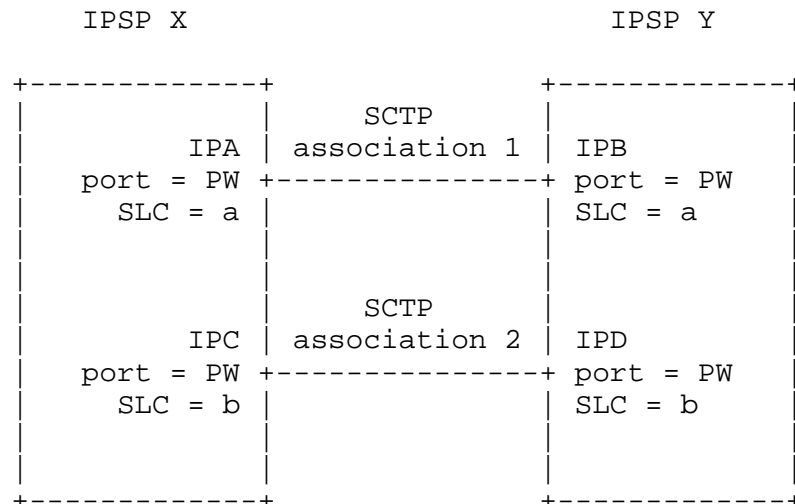 IPSP X IPSP Y
SCTP
IPA association 1 IPB
port = PW port = PW
SLC = a SLC = a
SCTP
IPC association 2 IPD
port = PW port = PW
SLC = b SLC = b